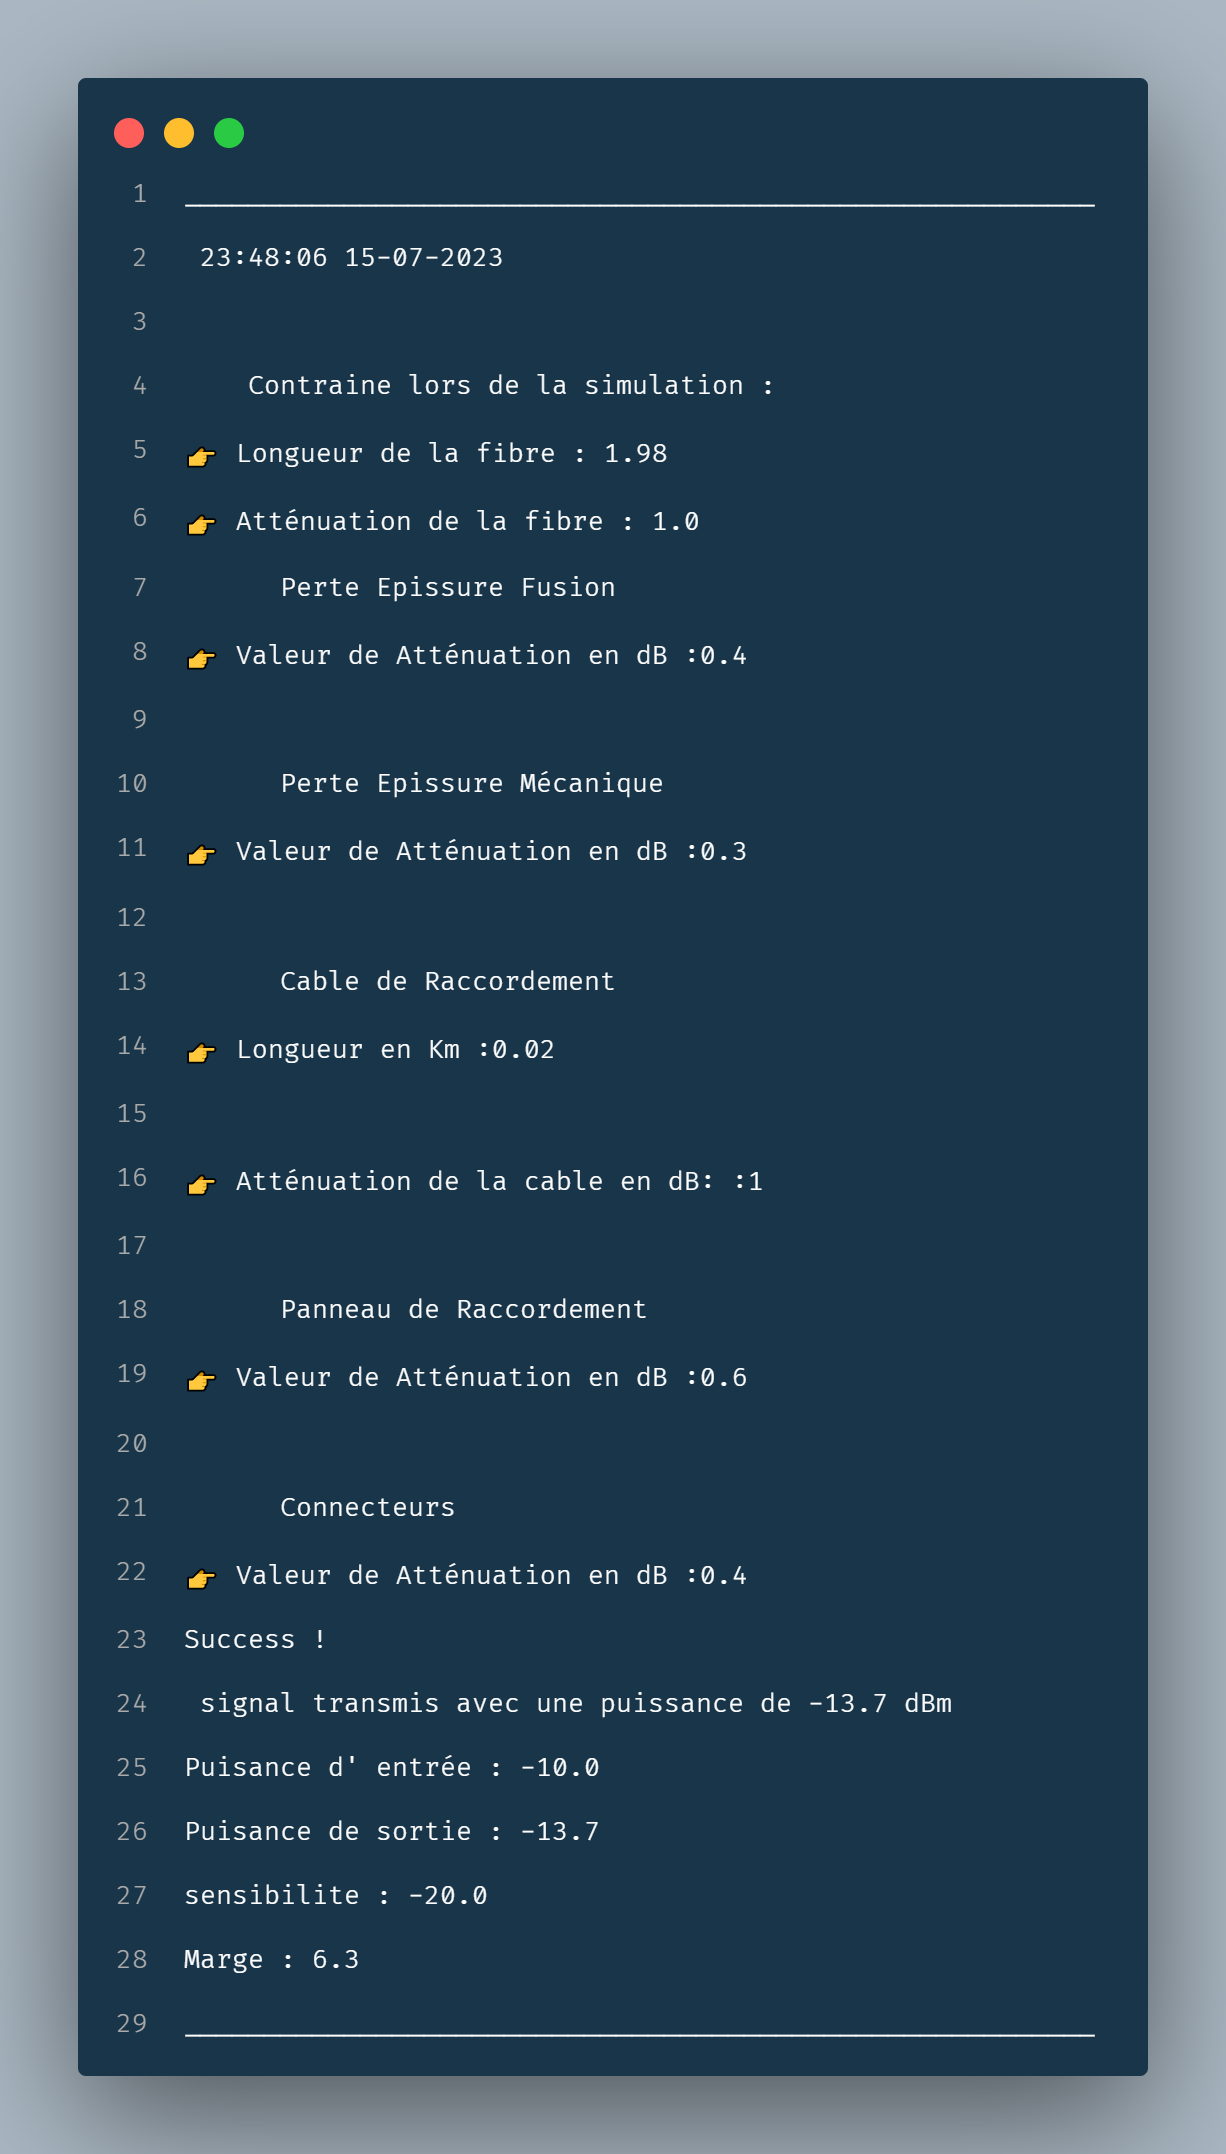 1 _________________________________________________________
2 23:48:06 15-07-2023
3
4 Contraine lors de la simulation :
5 👉 Longueur de la fibre : 1.98
6 👉 Atténuation de la fibre : 1.0
7 Perte Epissure Fusion
8 👉 Valeur de Atténuation en dB :0.4
9
10 Perte Epissure Mécanique
11 👉 Valeur de Atténuation en dB :0.3
12
13 Cable de Raccordement
14 👉 Longueur en Km :0.02
15
16 👉 Atténuation de la cable en dB: :1
17
18 Panneau de Raccordement
19 👉 Valeur de Atténuation en dB :0.6
20
21 Connecteurs
22 👉 Valeur de Atténuation en dB :0.4
23 Success !
24 signal transmis avec une puissance de -13.7 dBm
25 Puisance d' entrée : -10.0
26 Puisance de sortie : -13.7
27 sensibilite : -20.0
28 Marge : 6.3
29 _________________________________________________________